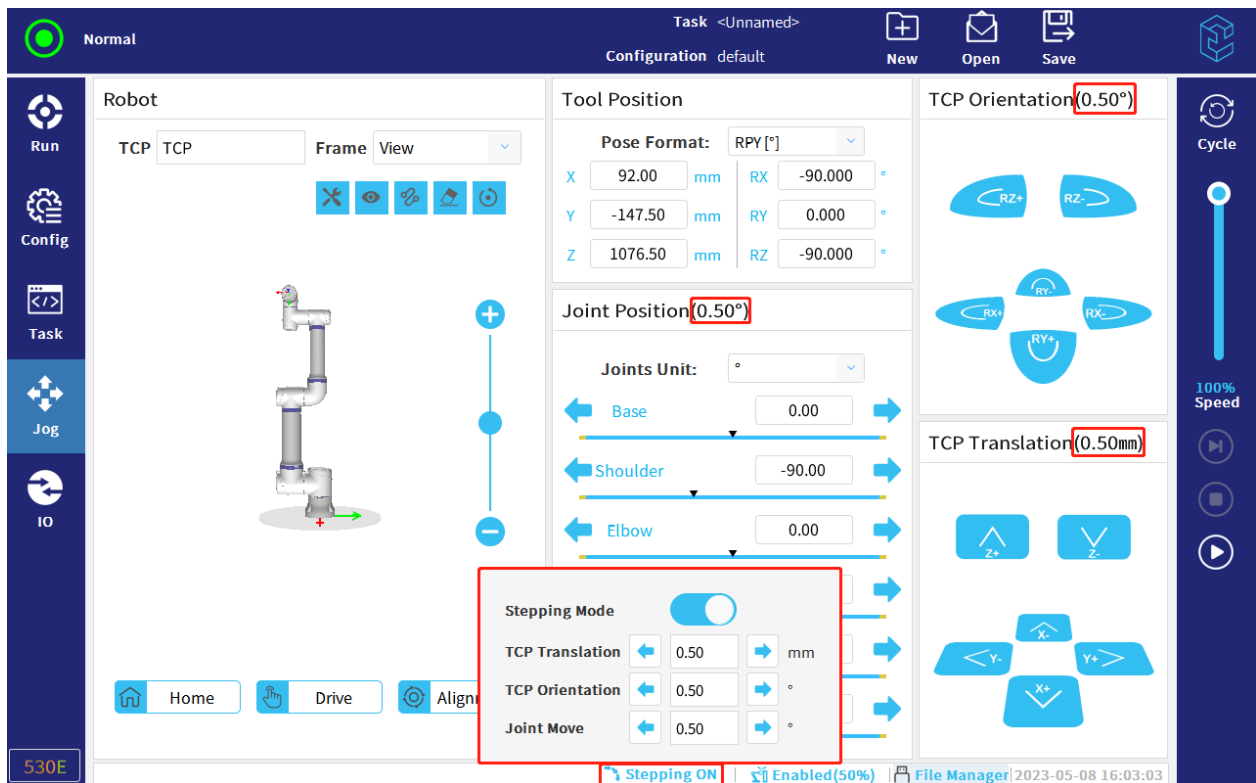 Normal
Task <Unnamed>
Configuration default
New
Open
Save
Run
Config
Task
Jog
IO
530E
Robot
TCP TCP
Frame View
Home
Drive
Tool Position
Pose Format: RPY [°]
X 92.00 mm RX -90.000 °
Y -147.50 mm RY 0.000 °
Z 1076.50 mm RZ -90.000 °
Joint Position(0.50°)
Joints Unit: °
Base 0.00
Shoulder -90.00
Elbow 0.00
Stepping Mode
TCP Translation 0.50 mm
TCP Orientation 0.50 °
Joint Move 0.50 °
TCP Orientation(0.50°)
RZ+ RZ-
RY-
RX+ RX-
RY+
TCP Translation(0.50mm)
Z+ Z-
X-
Y- Y+
X+
Cycle
100%
Speed
Stepping ON
Enabled(50%)
File Manager
2023-05-08 16:03:03